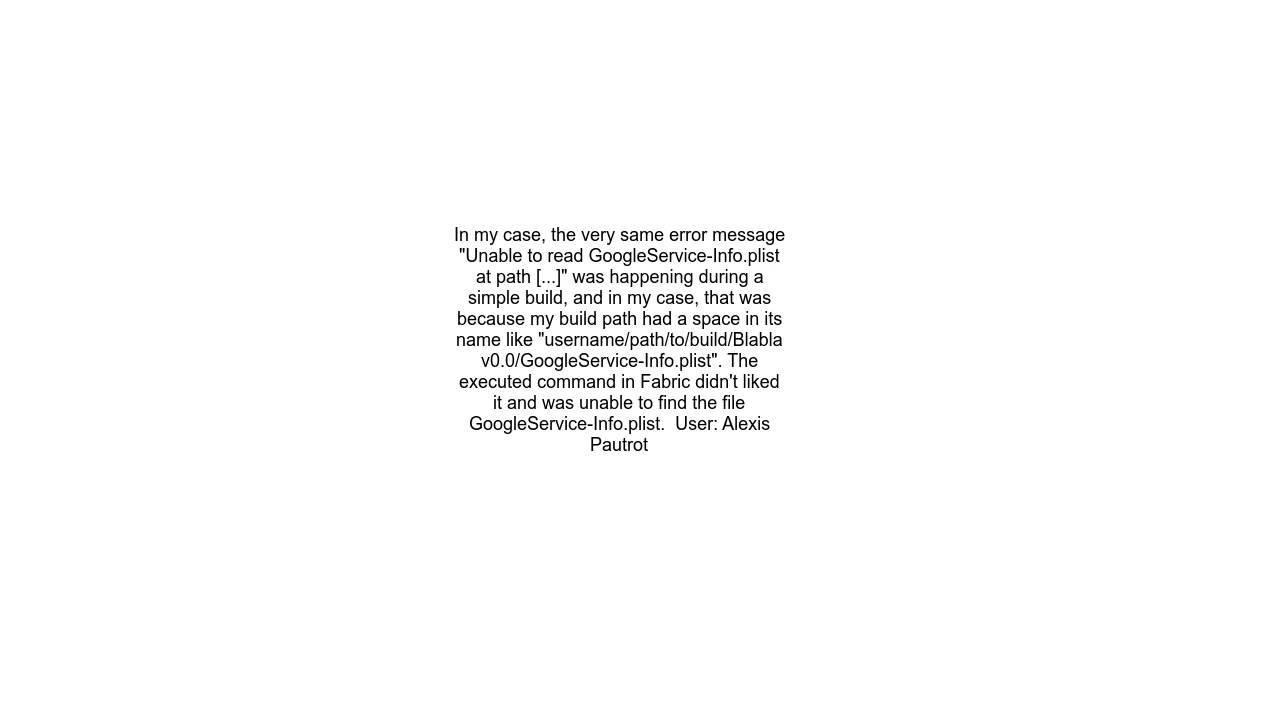 In my case, the very same error message
"Unable to read GoogleService-Info.plist
at path [...]" was happening during a
simple build, and in my case, that was
because my build path had a space in its
name like "username/path/to/build/Blabla
v0.0/GoogleService-Info.plist". The
executed command in Fabric didn't liked
it and was unable to find the file
GoogleService-Info.plist.  User: Alexis
Pautrot